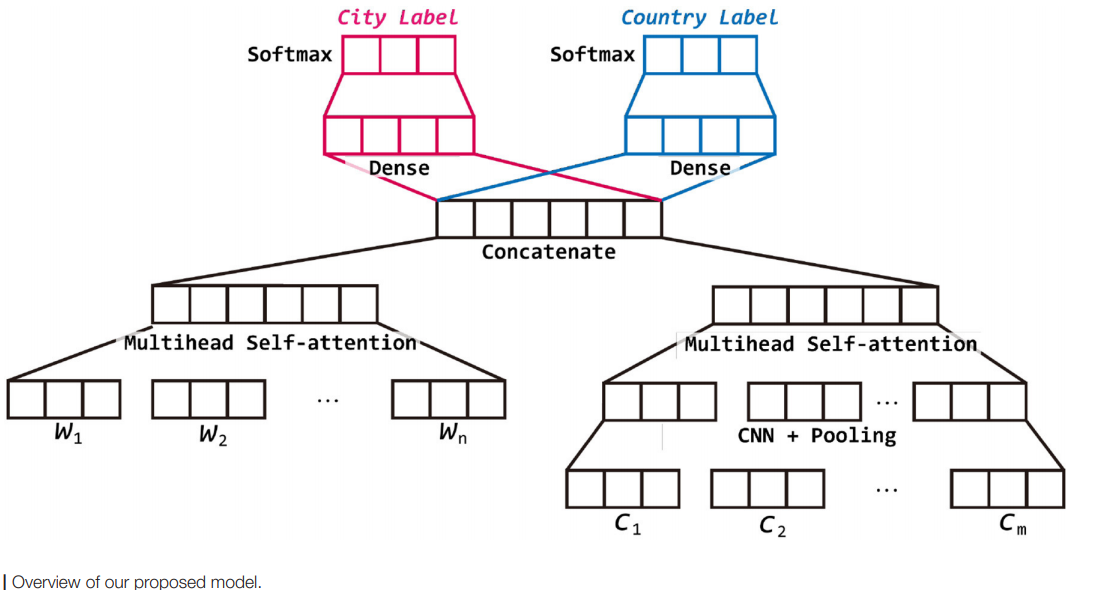 City Label Country Label
Softmax Softmax
Dense Dense
Concatenate
Multihead Self-attention Multihead Self-attention
... ...
W1 W2 Wn CNN + Pooling
...
C1 C2 Cm
| Overview of our proposed model.